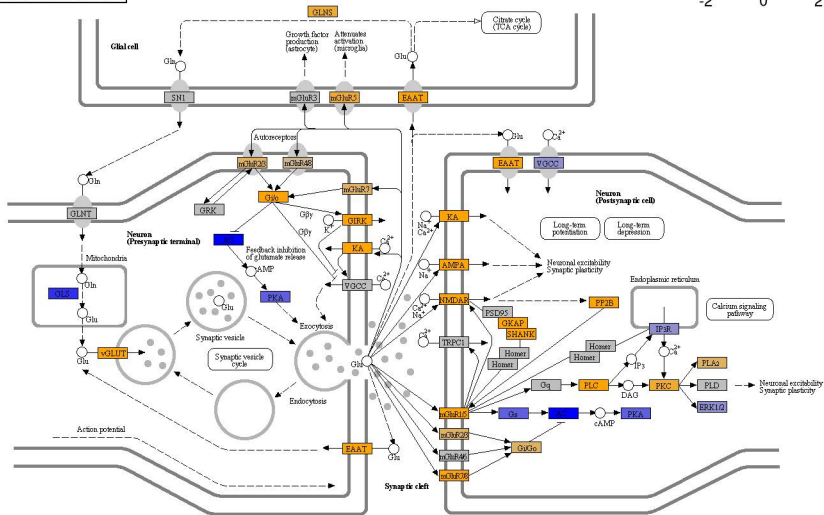 -2 0 2
GLNS
Citrate cycle
(TCA cycle)
Glial cell
Growth factor
production
(astrocyte)
Attenuates
activation
(microglia)
Gln
Glu
SN1
mGluR3
mGluR5
EAAT
Autoreceptors
Glu
Ca2+
mGluR2/3
mGluR4/8
EAAT
VGCC
Gln
GLNT
GRK
Gi/o
mGluR7
Neuron
(Postsynaptic cell)
Neuron
(Presynaptic terminal)
Gβγ
Gβγ
K+
GIRK
Na+
Ca2+
KA
Long-term
potentiation
Long-term
depression
Feedback inhibition
of glutamate release
KA
Ca2+
Mitochondria
cAMP
Na+
AMPA
Neuronal excitability
Synaptic plasticity
Endoplasmic reticulum
Gln
GLS
PKA
VGCC
Ca2+
Ca2+
Na+
NMDAR
PP2B
Glu
Glu
Synaptic vesicle
Exocytosis
PSD95
GKAP
SHANK
Calcium signaling
pathway
IP3R
Ca2+
TRPC1
Homer
Homer
Homer
Glu
vGLUT
Synaptic vesicle
cycle
Glu
IP3
Ca2+
PLA2
Gq
PLC
DAG
PKC
PLD
Neuronal excitability
Synaptic plasticity
Endocytosis
mGluR1/5
Gs
AC
cAMP
PKA
ERK1/2
Action potential
mGluR2/3
mGluR4/6
Gi/Go
EAAT
Glu
mGluR7/8
Synaptic cleft